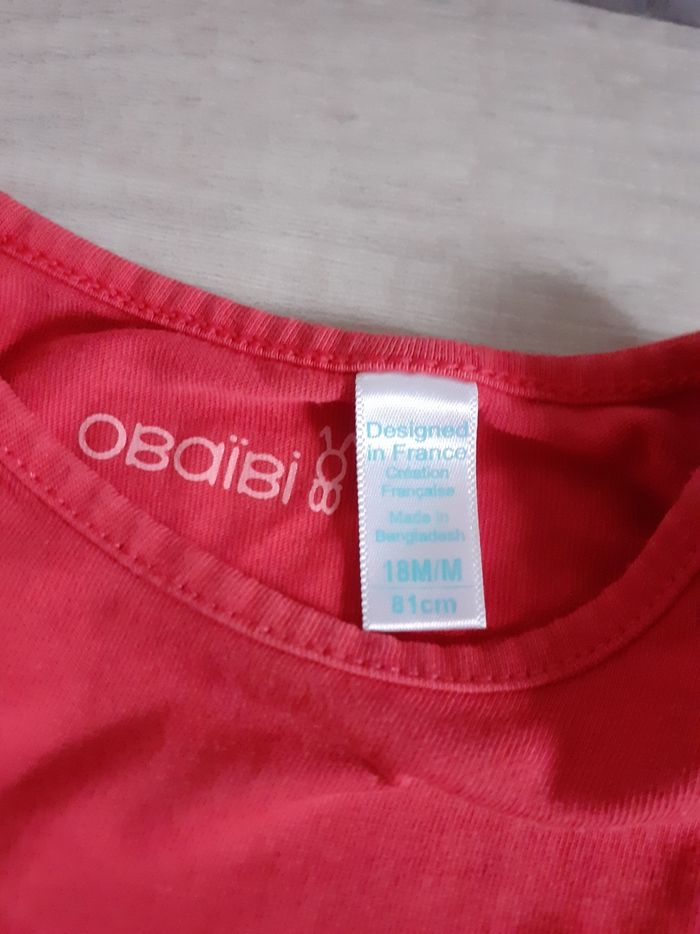 OBaïBi
Designed
in France
Création
Française
Made in
Bangladesh
18M/M
81cm